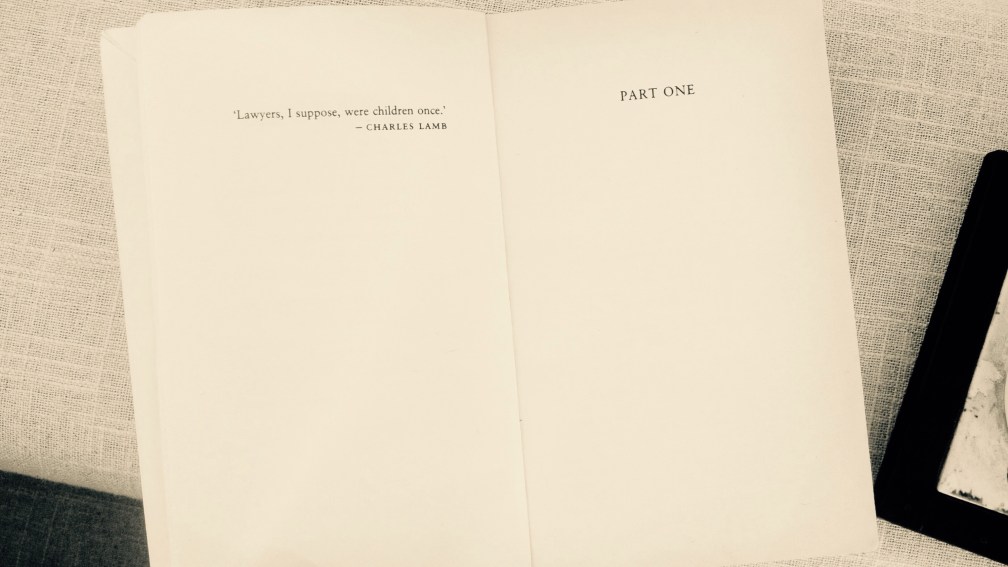 'Lawyers, I suppose, were children once.'
– CHARLES LAMB
PART ONE